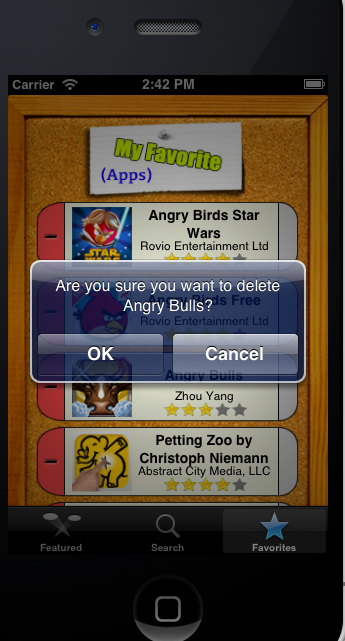 Carrier 2:42 PM
My Favorite
(Apps)
Angry Birds Star
Wars
Rovio Entertainment Ltd
STAR
WARS
Are you sure you want to delete
Angry Bulls?
Angry Birds Free
Rovio Entertainment Ltd
OK Cancel
Angry Bulls
Zhou Yang
Petting Zoo by
Christoph Niemann
Abstract City Media, LLC
Featured Search Favorites